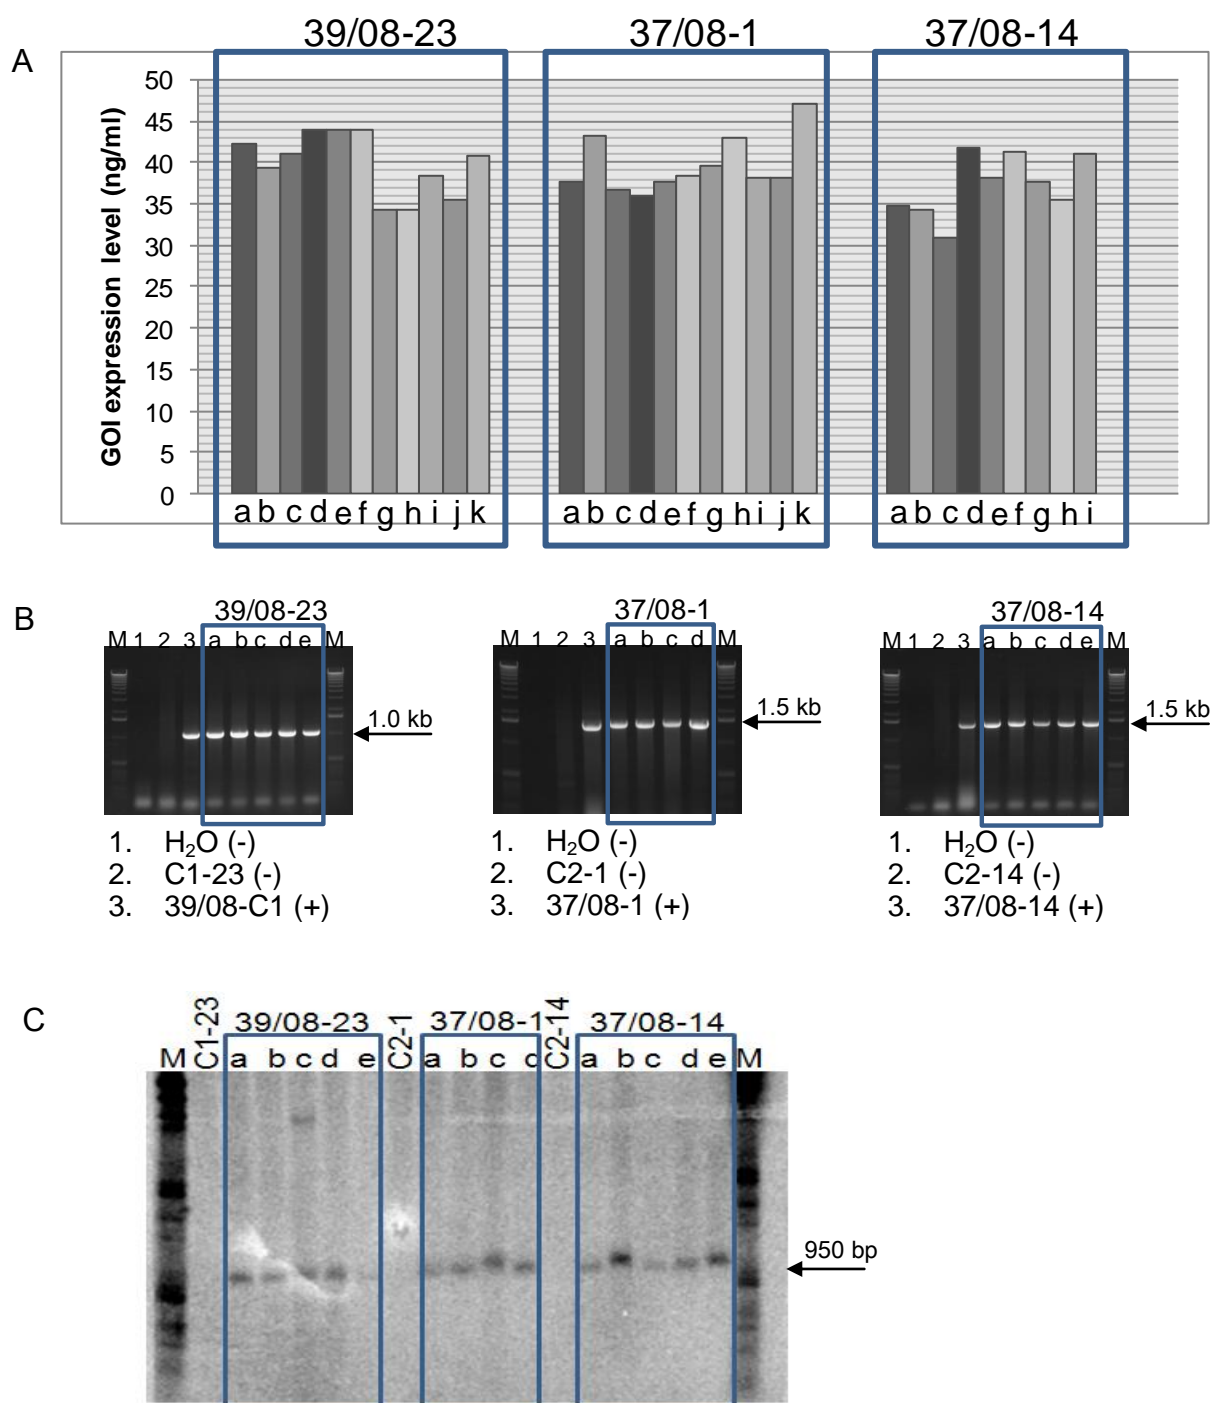 39/08-23 37/08-1 37/08-14
A
GOI expression level (ng/ml)
50
45
40
35
30
25
20
15
10
5
0
a b c d e f g h i j k a b c d e f g h i j k a b c d e f g h i
B
39/08-23 37/08-1 37/08-14
M 1 2 3 a b c d e M M 1 2 3 a b c d M M 1 2 3 a b c d e M
1.0 kb 1.5 kb 1.5 kb
1. H₂O (-)
2. C1-23 (-)
3. 39/08-C1 (+)
1. H₂O (-)
2. C2-1 (-)
3. 37/08-1 (+)
1. H₂O (-)
2. C2-14 (-)
3. 37/08-14 (+)
C
C1-23 39/08-23 C2-1 37/08-1 C2-14 37/08-14
M a b c d e a b c d a b c d e M
950 bp